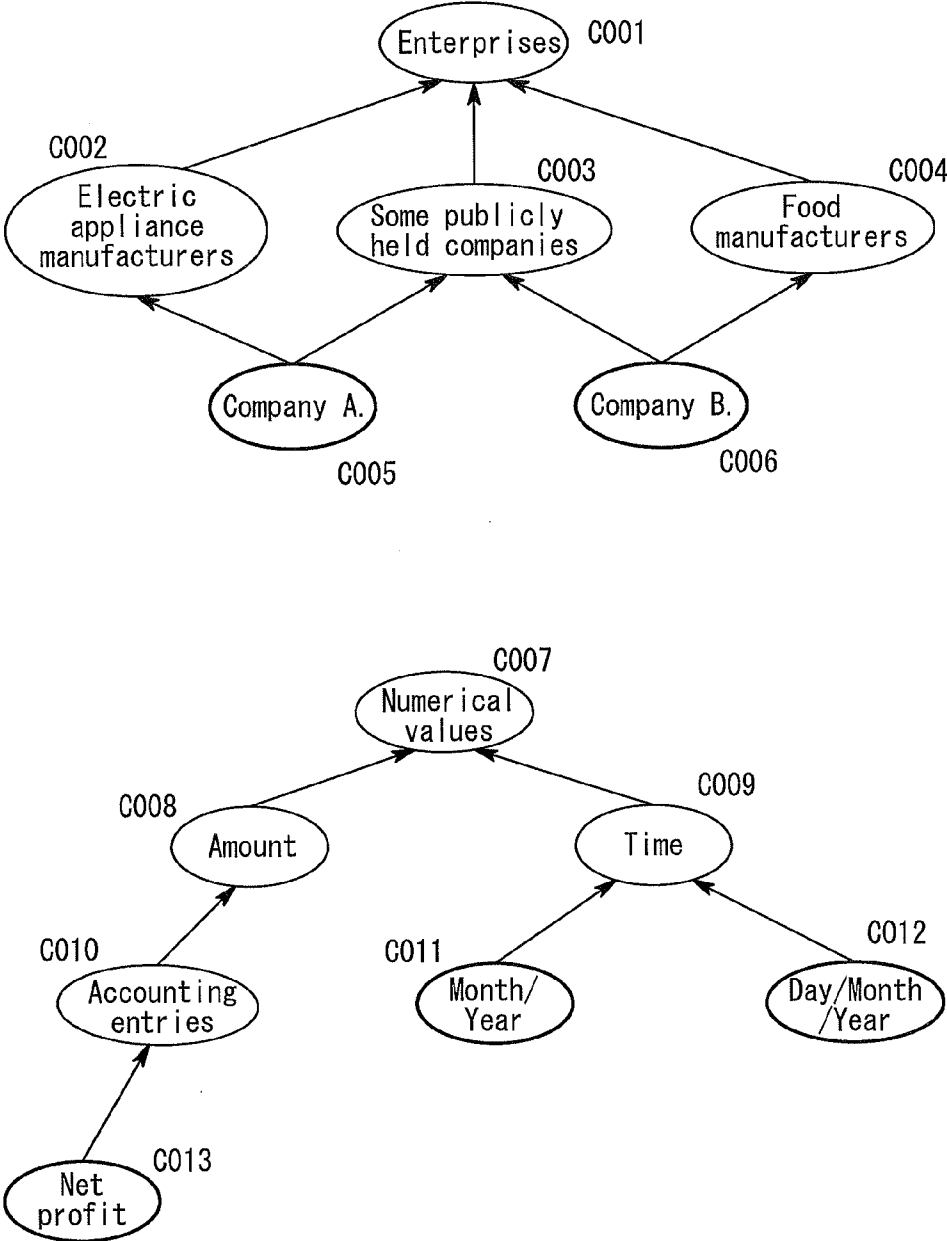 Enterprises
C001
C002
Electric
appliance
manufacturers
C003
Some publicly
held companies
C004
Food
manufacturers
Company A.
C005
Company B.
C006
C007
Numerical
values
C008
Amount
C009
Time
C010
Accounting
entries
C011
Month/
Year
C012
Day/Month
/Year
C013
Net
profit